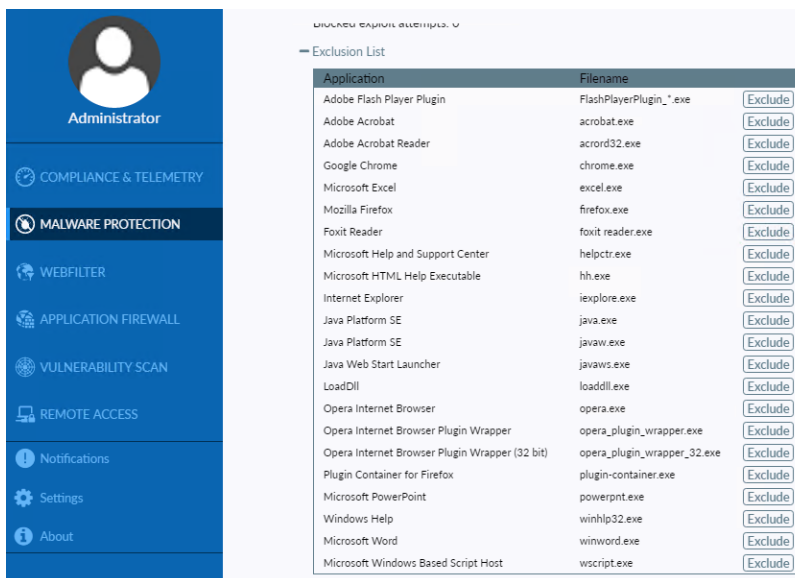 Blocked exploit attempts: 0
Exclusion List
Application Filename
Adobe Flash Player Plugin FlashPlayerPlugin_*.exe Exclude
Adobe Acrobat acrobat.exe Exclude
Adobe Acrobat Reader acrord32.exe Exclude
Google Chrome chrome.exe Exclude
Microsoft Excel excel.exe Exclude
Mozilla Firefox firefox.exe Exclude
Foxit Reader foxit reader.exe Exclude
Microsoft Help and Support Center helpctr.exe Exclude
Microsoft HTML Help Executable hh.exe Exclude
Internet Explorer iexplore.exe Exclude
Java Platform SE java.exe Exclude
Java Platform SE javaw.exe Exclude
Java Web Start Launcher javaws.exe Exclude
LoadDll loaddll.exe Exclude
Opera Internet Browser opera.exe Exclude
Opera Internet Browser Plugin Wrapper opera_plugin_wrapper.exe Exclude
Opera Internet Browser Plugin Wrapper (32 bit) opera_plugin_wrapper_32.exe Exclude
Plugin Container for Firefox plugin-container.exe Exclude
Microsoft PowerPoint powerpnt.exe Exclude
Windows Help winhlp32.exe Exclude
Microsoft Word winword.exe Exclude
Microsoft Windows Based Script Host wscript.exe Exclude
Administrator
COMPLIANCE & TELEMETRY
MALWARE PROTECTION
WEBFILTER
APPLICATION FIREWALL
VULNERABILITY SCAN
REMOTE ACCESS
Notifications
Settings
About